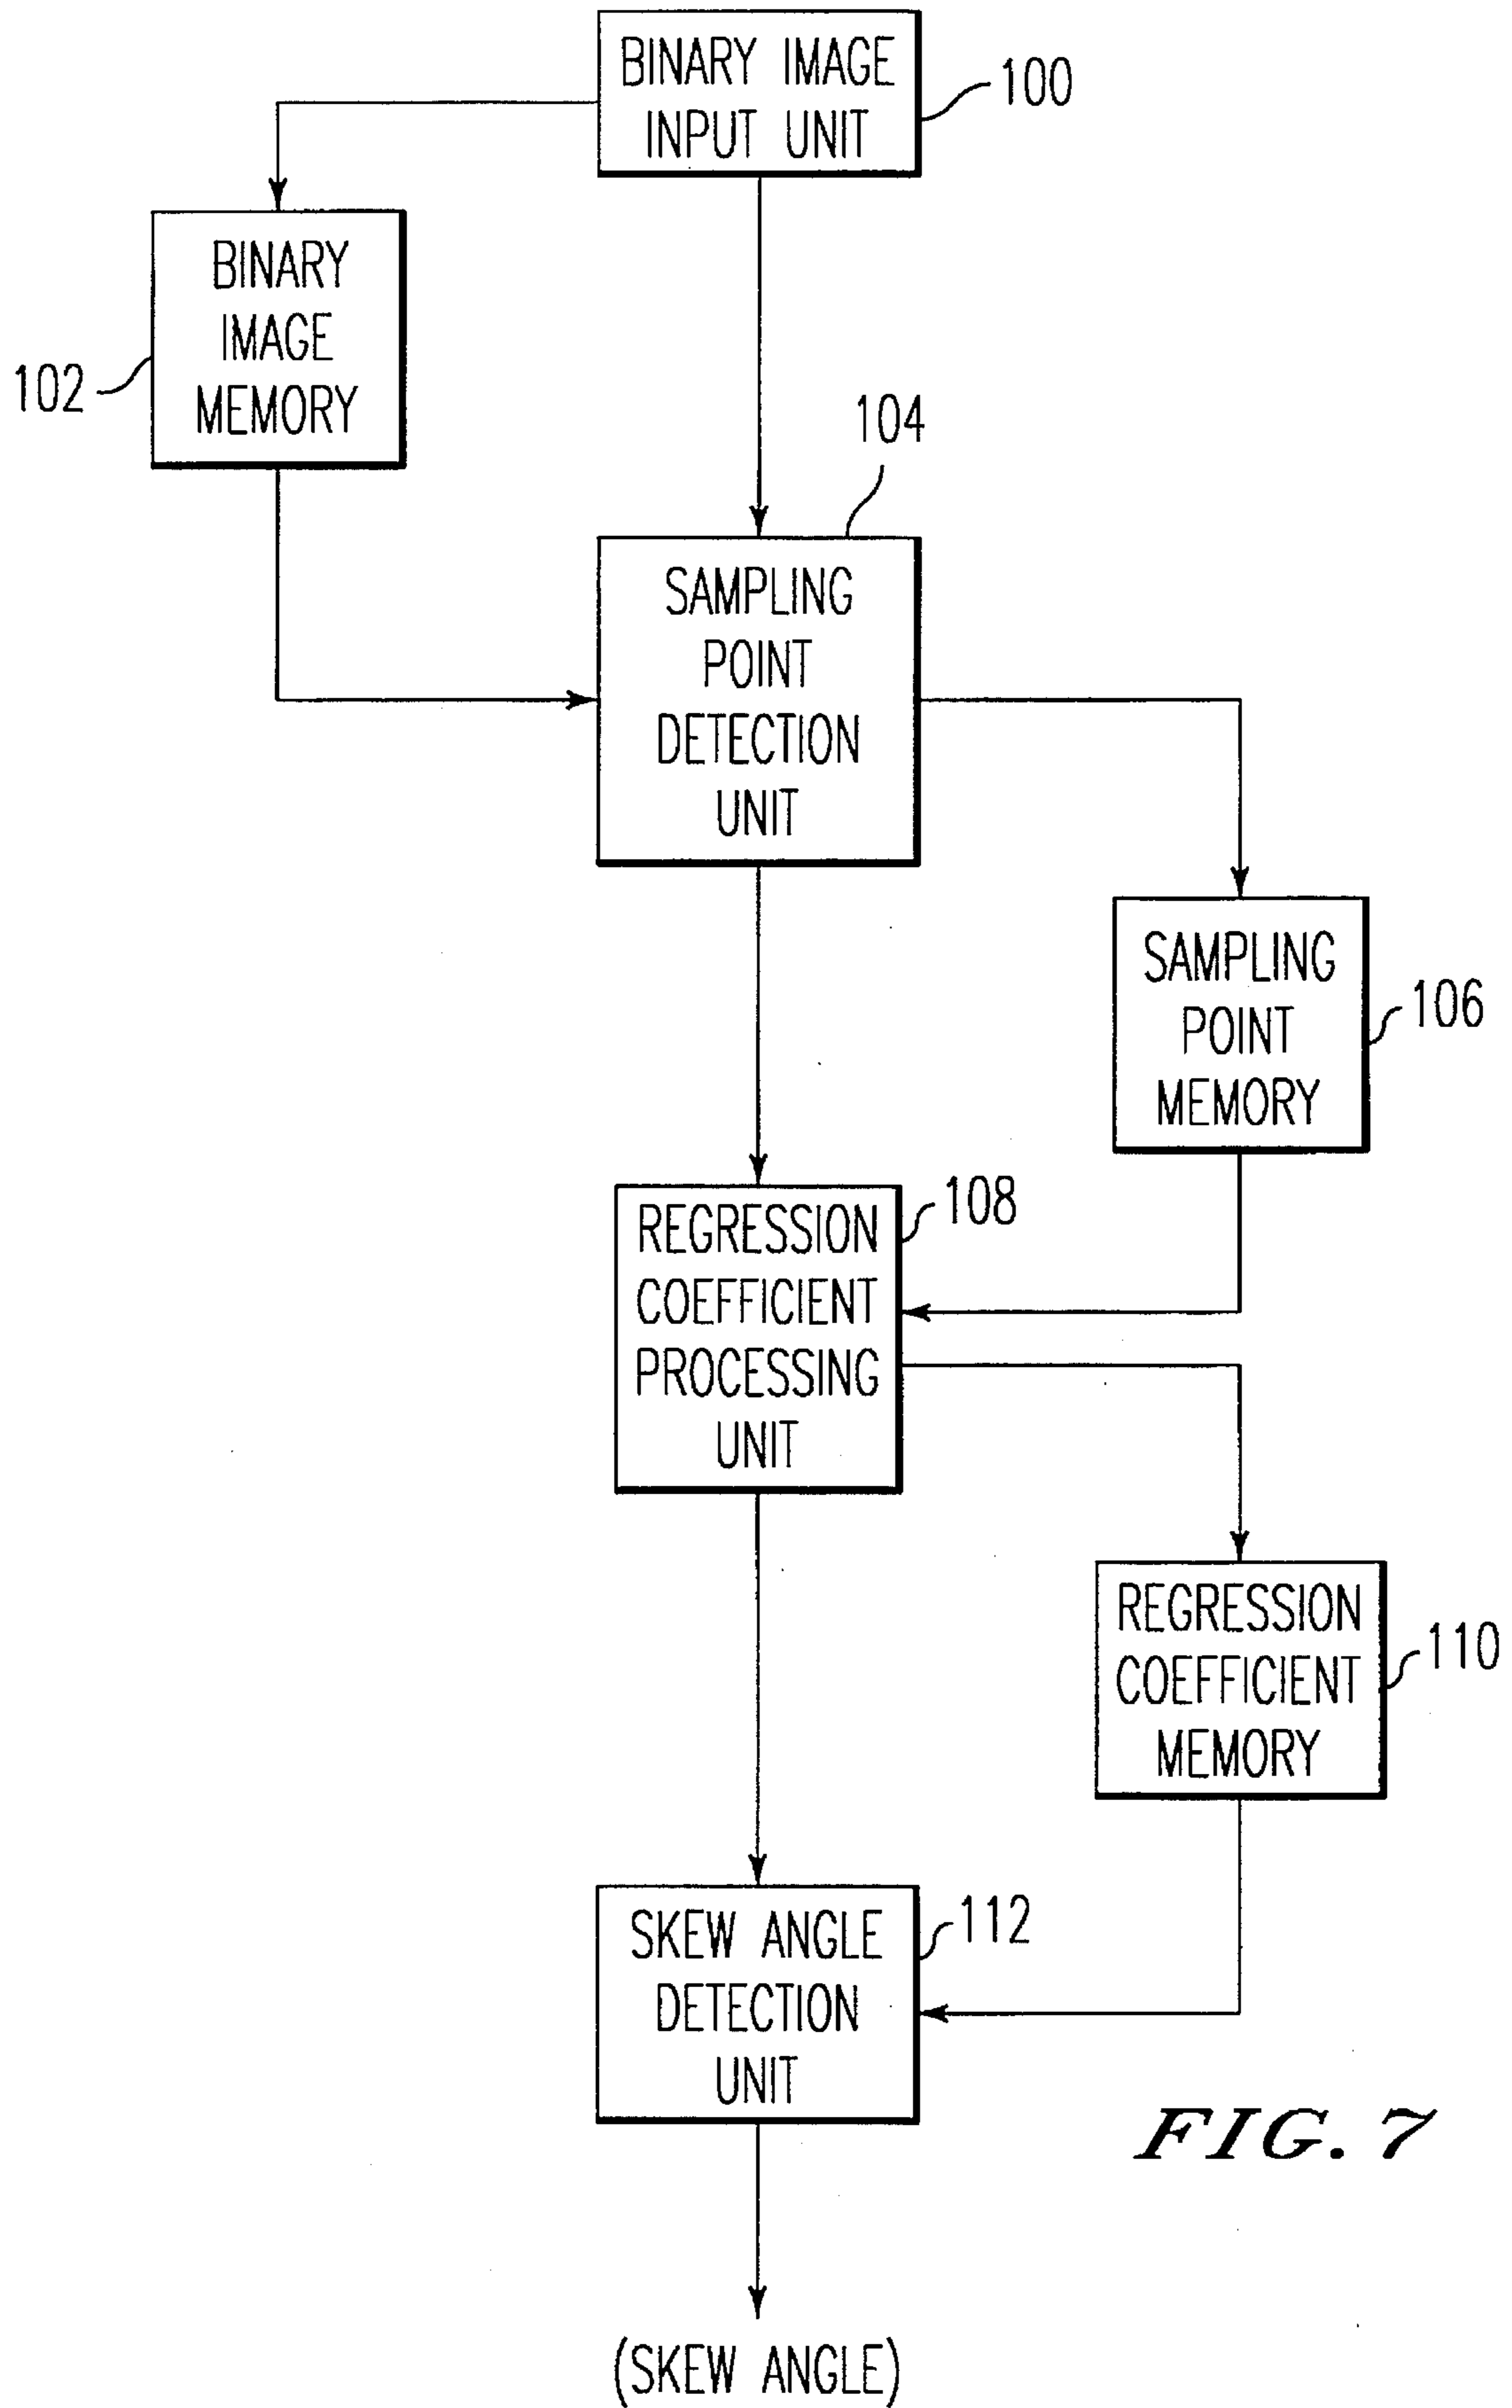 BINARY IMAGE
INPUT UNIT
100
BINARY
IMAGE
MEMORY
102
104
SAMPLING
POINT
DETECTION
UNIT
SAMPLING
POINT
MEMORY
106
REGRESSION
COEFFICIENT
PROCESSING
UNIT
108
REGRESSION
COEFFICIENT
MEMORY
110
SKEW ANGLE
DETECTION
UNIT
112
FIG. 7
(SKEW ANGLE)